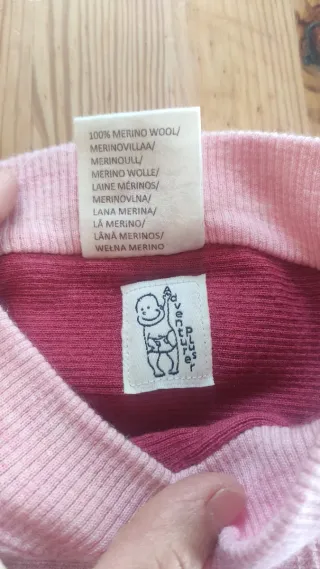 100% MERINO WOOL/
MERINOVILLAA/
MERINOULL/
MERINO WOLLE/
LAINE MÉRINOS/
MERINOVLNA/
LANA MERINA/
LÃ MERINO/
LÂNĂ MERINOS/
WEŁNA MERINO
Adventurer
plus